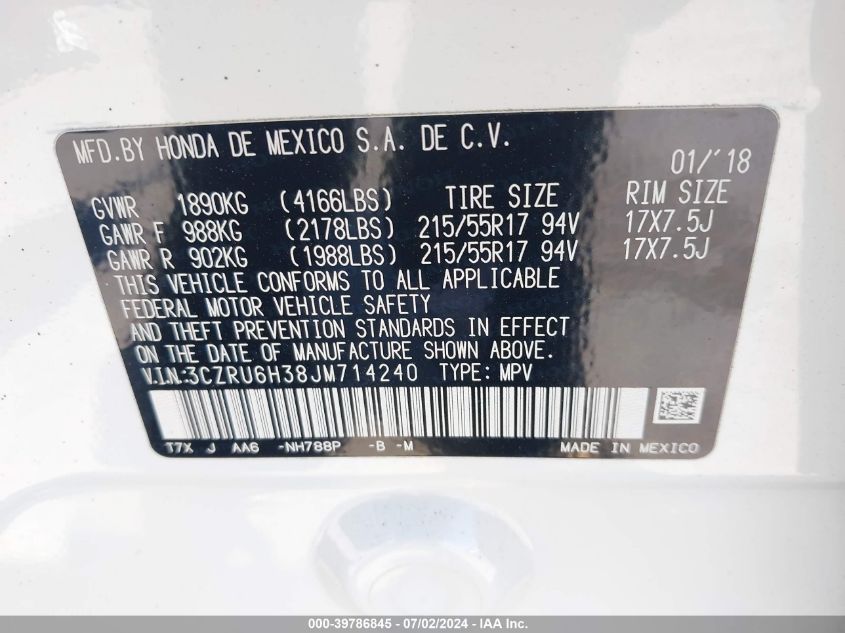 MFD.BY HONDA DE MEXICO S.A. DE C.V.
01/'18
GVWR 1890KG (4166LBS) TIRE SIZE RIM SIZE
GAWR F 988KG (2178LBS) 215/55R17 94V 17X7.5J
GAWR R 902KG (1988LBS) 215/55R17 94V 17X7.5J
THIS VEHICLE CONFORMS TO ALL APPLICABLE
FEDERAL MOTOR VEHICLE SAFETY
AND THEFT PREVENTION STANDARDS IN EFFECT
ON THE DATE OF MANUFACTURE SHOWN ABOVE.
V.I.N:3CZRU6H38JM714240 TYPE: MPV
T7X J AA6 -NH788P -B -M MADE IN MEXICO
000-39786845 - 07/02/2024 - IAA Inc.